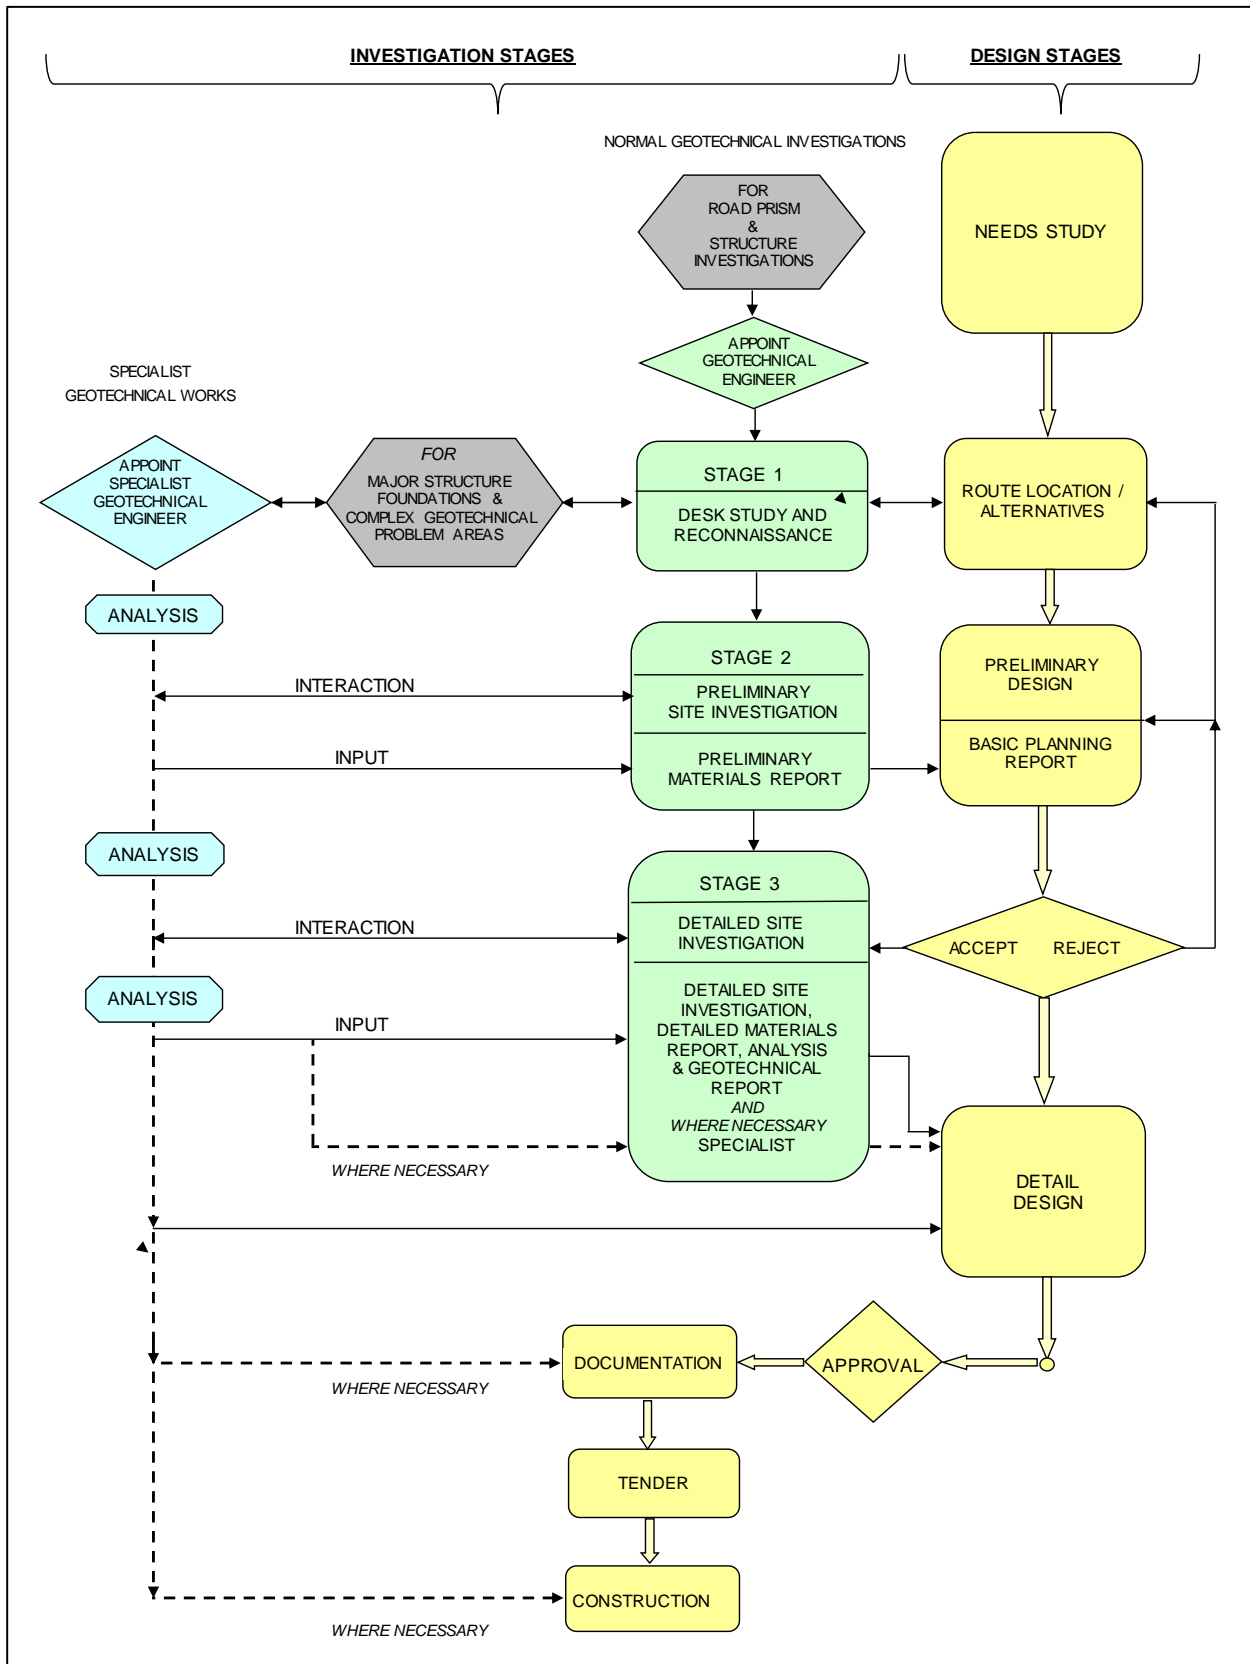 INVESTIGATION STAGES
DESIGN STAGES
NORMAL GEOTECHNICAL INVESTIGATIONS
FOR
ROAD PRISM
&
STRUCTURE
INVESTIGATIONS
NEEDS STUDY
APPOINT
GEOTECHNICAL
ENGINEER
SPECIALIST
GEOTECHNICAL WORKS
APPOINT
SPECIALIST
GEOTECHNICAL
ENGINEER
FOR
MAJOR STRUCTURE
FOUNDATIONS &
COMPLEX GEOTECHNICAL
PROBLEM AREAS
STAGE 1
DESK STUDY AND
RECONNAISSANCE
ROUTE LOCATION /
ALTERNATIVES
ANALYSIS
STAGE 2
PRELIMINARY
SITE INVESTIGATION
PRELIMINARY
MATERIALS REPORT
INTERACTION
INPUT
PRELIMINARY
DESIGN
BASIC PLANNING
REPORT
ANALYSIS
STAGE 3
DETAILED SITE
INVESTIGATION
INTERACTION
ACCEPT REJECT
ANALYSIS
INPUT
DETAILED SITE
INVESTIGATION,
DETAILED MATERIALS
REPORT, ANALYSIS
& GEOTECHNICAL
REPORT
AND
WHERE NECESSARY
SPECIALIST
WHERE NECESSARY
DETAIL
DESIGN
DOCUMENTATION
APPROVAL
WHERE NECESSARY
TENDER
CONSTRUCTION
WHERE NECESSARY